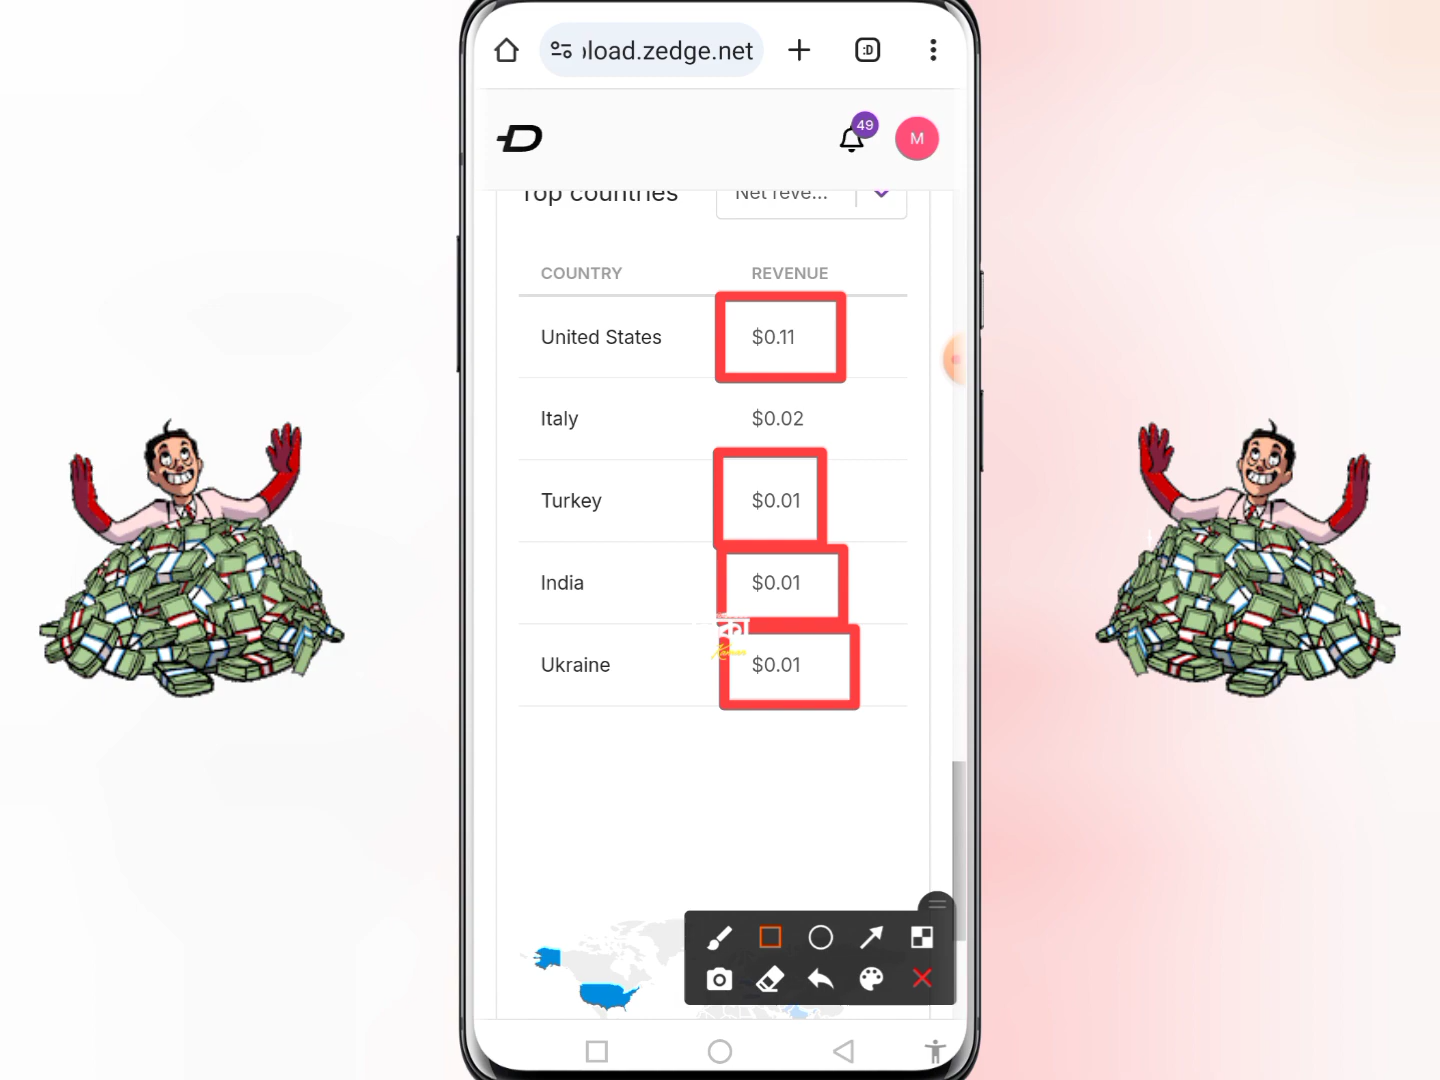 load.zedge.net
:D
49
M
Top countries
Net reve...
COUNTRY REVENUE
United States $0.11
Italy $0.02
Turkey $0.01
India $0.01
Ukraine $0.01